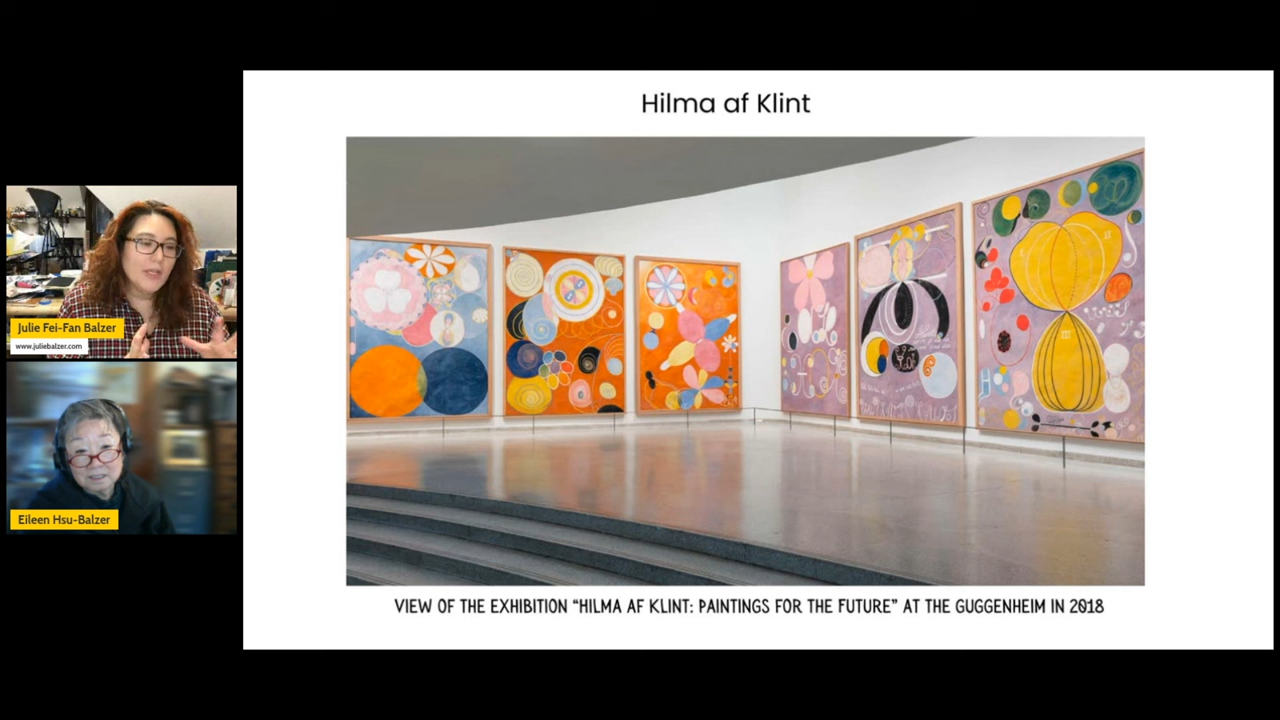 Hilma af Klint
Julie Fei-Fan Balzer
www.juliebalzer.com
Eileen Hsu-Balzer
VIEW OF THE EXHIBITION “HILMA AF KLINT: PAINTINGS FOR THE FUTURE” AT THE GUGGENHEIM IN 2018